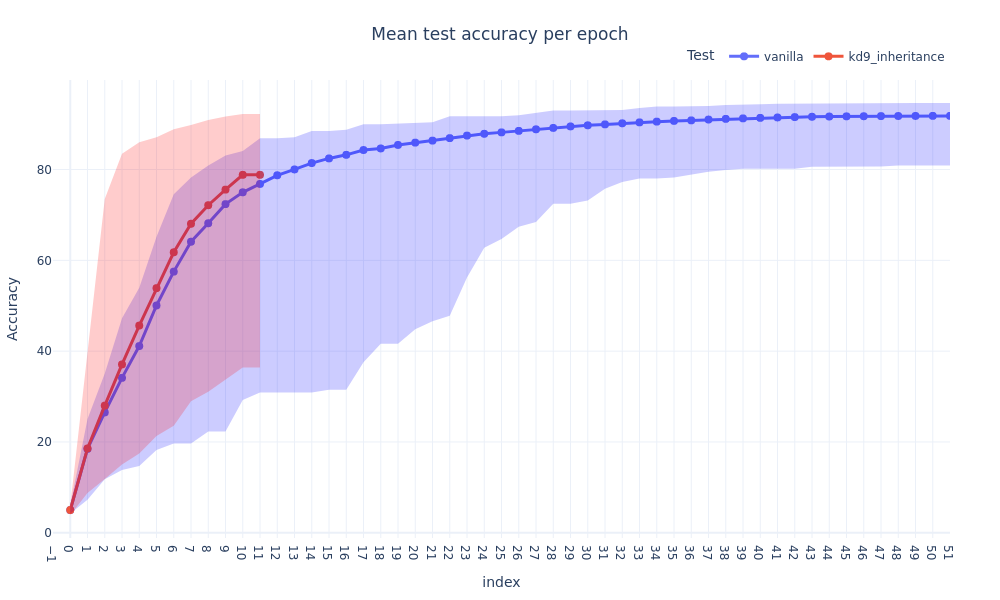 Mean test accuracy per epoch
Test vanilla kd9_inheritance
Accuracy
80
60
40
20
0
−1 0 1 2 3 4 5 6 7 8 9 10 11 12 13 14 15 16 17 18 19 20 21 22 23 24 25 26 27 28 29 30 31 32 33 34 35 36 37 38 39 40 41 42 43 44 45 46 47 48 49 50 51
index